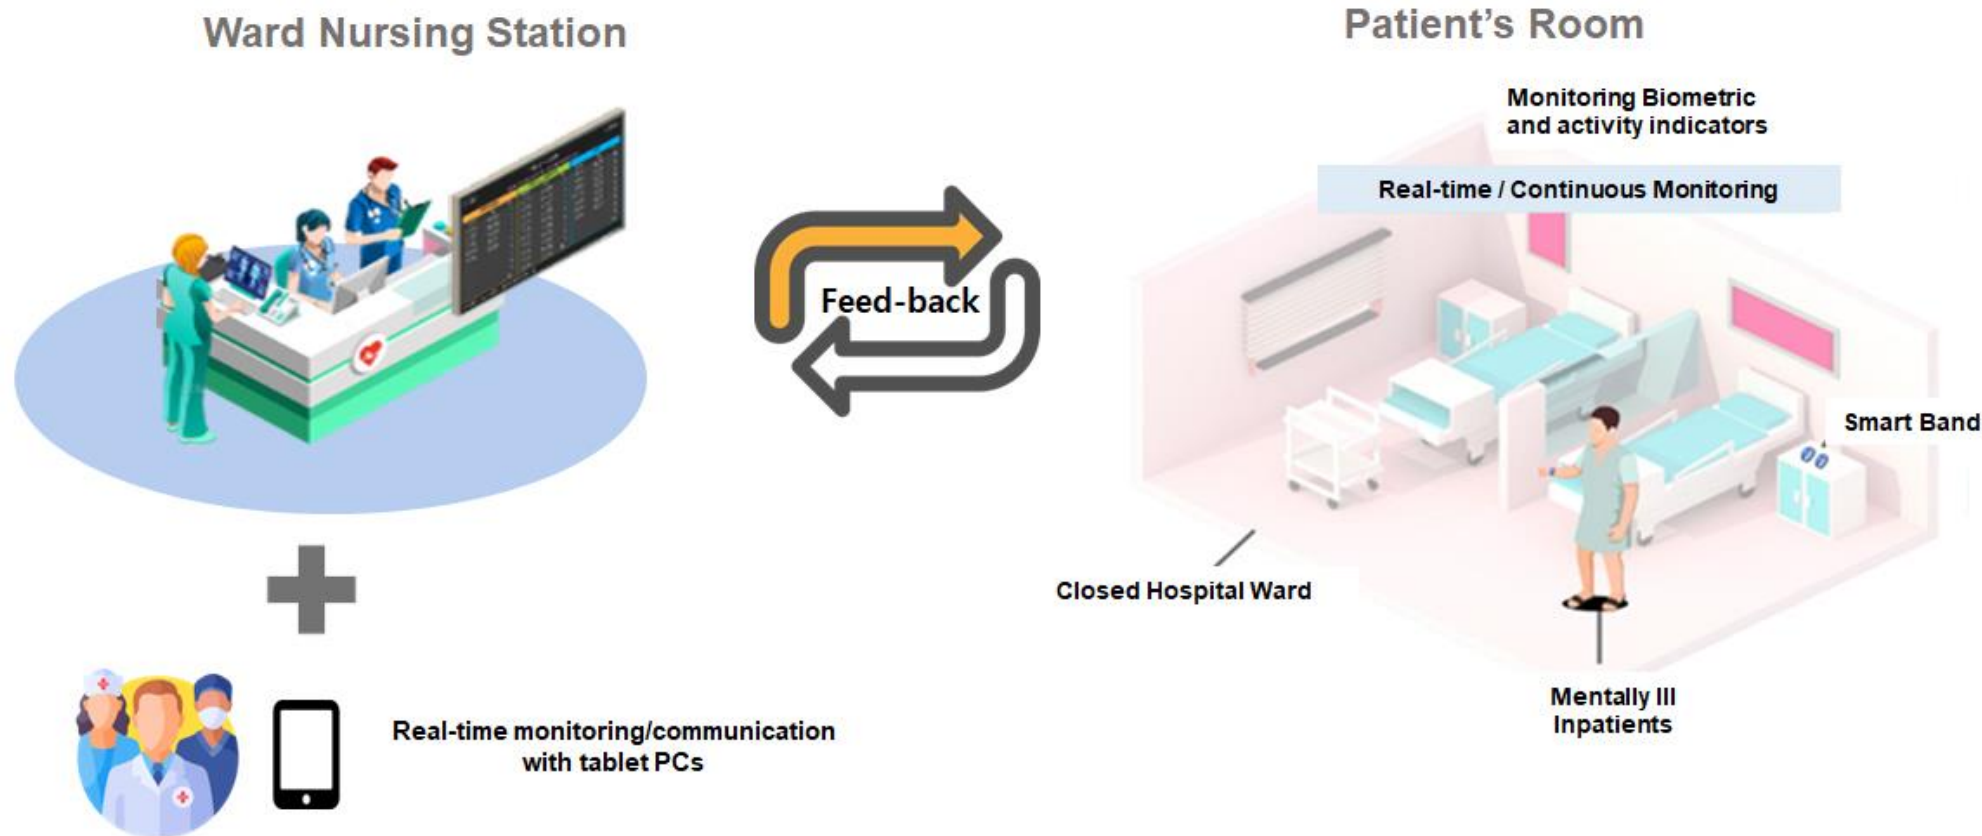 Ward Nursing Station
Patient’s Room
Monitoring Biometric
and activity indicators
Real-time / Continuous Monitoring
Feed-back
Smart Band
Closed Hospital Ward
Mentally Ill
Inpatients
Real-time monitoring/communication
with tablet PCs